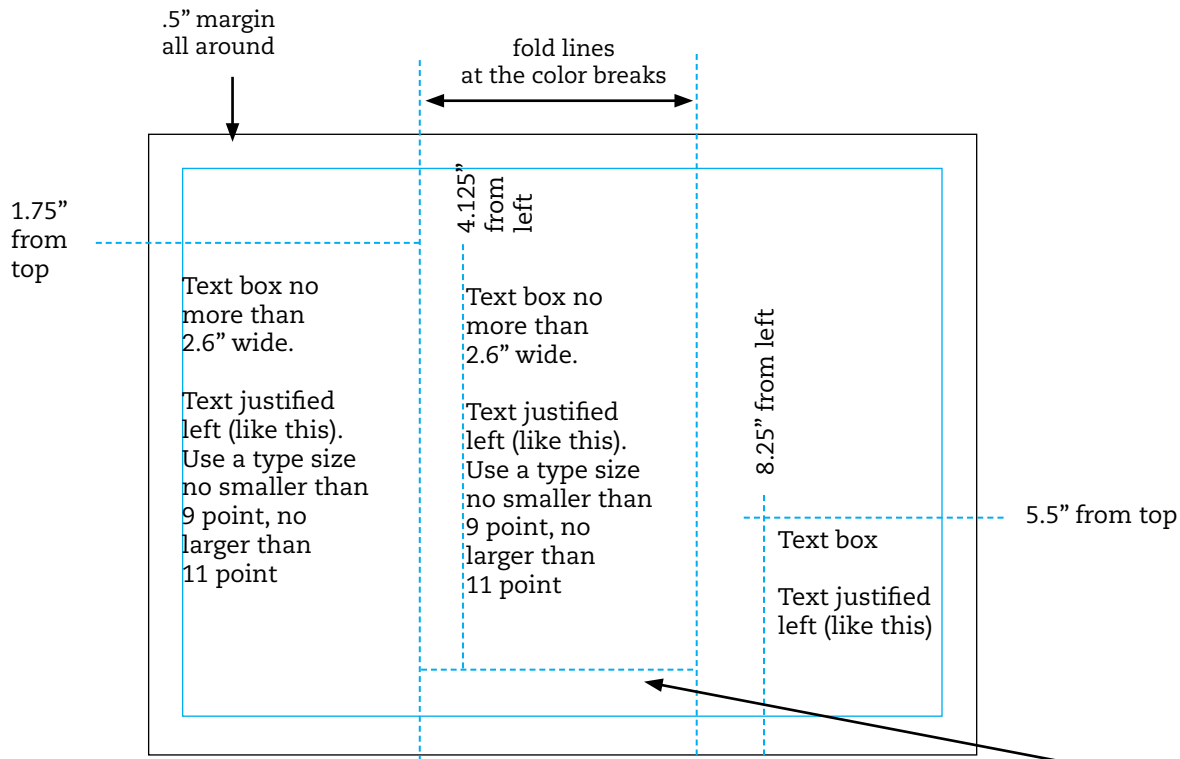 .5” margin
all around
fold lines
at the color breaks
1.75”
from
top
4.125”
from
left
Text box no
more than
2.6” wide.
Text justified
left (like this).
Use a type size
no smaller than
9 point, no
larger than
11 point
Text box no
more than
2.6” wide.
Text justified
left (like this).
Use a type size
no smaller than
9 point, no
larger than
11 point
8.25” from left
5.5” from top
Text box
Text justified
left (like this)